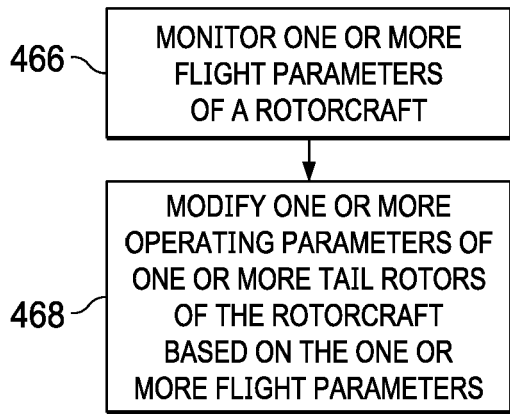 466
MONITOR ONE OR MORE
FLIGHT PARAMETERS
OF A ROTORCRAFT
468
MODIFY ONE OR MORE
OPERATING PARAMETERS OF
ONE OR MORE TAIL ROTORS
OF THE ROTORCRAFT
BASED ON THE ONE OR
MORE FLIGHT PARAMETERS